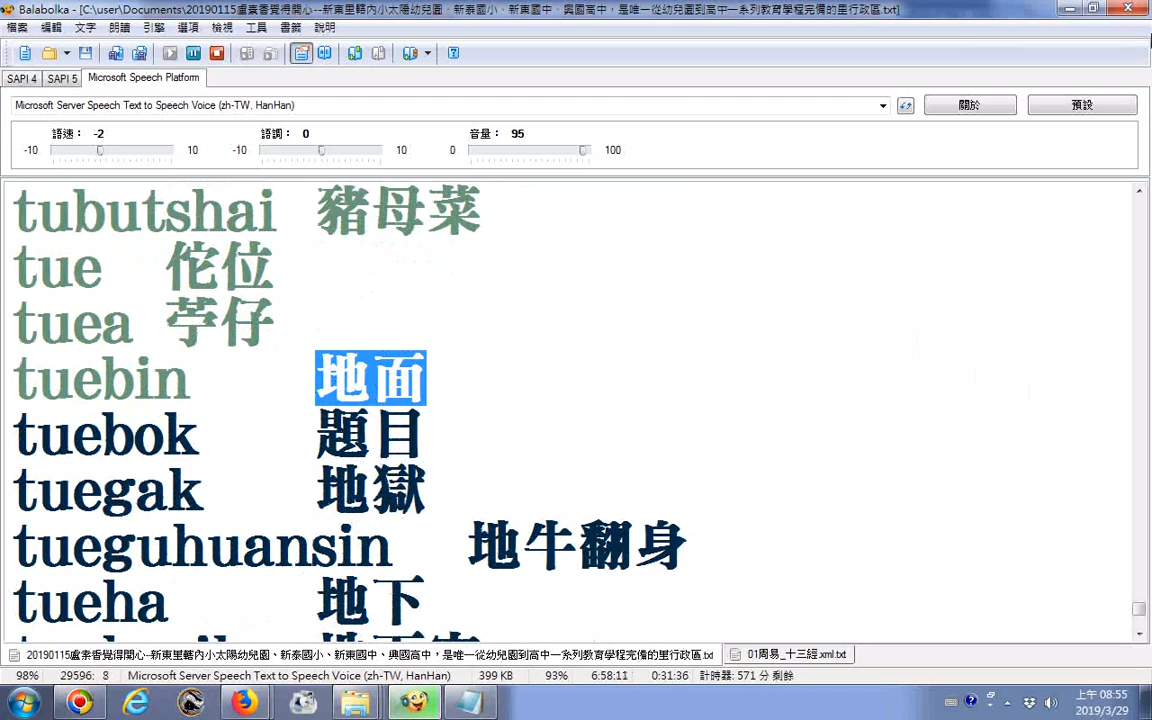 Balabolka - [C:\user\Documents\20190115盧素香覺得開心--新東里轄內小太陽幼兒園、新泰國小、新東國中、興國高中，是唯一從幼兒園到高中一系列教育學程完備的里行政區.txt]
檔案 編輯 文字 朗讀 引擎 選項 檢視 工具 書籤 說明
SAPI 4 SAPI 5 Microsoft Speech Platform
Microsoft Server Speech Text to Speech Voice (zh-TW, HanHan) 關於 預設
語速： -2 語調： 0 音量： 95
-10 10 -10 10 0 100
tubutshai 豬母菜
tue 佗位
tuea 苧仔
tuebin 地面
tuebok 題目
tuegak 地獄
tueguhuansin 地牛翻身
tueha 地下
20190115盧素香覺得開心--新東里轄內小太陽幼兒園、新泰國小、新東國中、興國高中，是唯一從幼兒園到高中一系列教育學程完備的里行政區.txt 01周易_十三經.xml.txt
98% 29596: 8 Microsoft Server Speech Text to Speech Voice (zh-TW, HanHan) 399 KB 93% 6:58:11 0:31:36 計時器: 571 分 剩餘
上午 08:55
2019/3/29